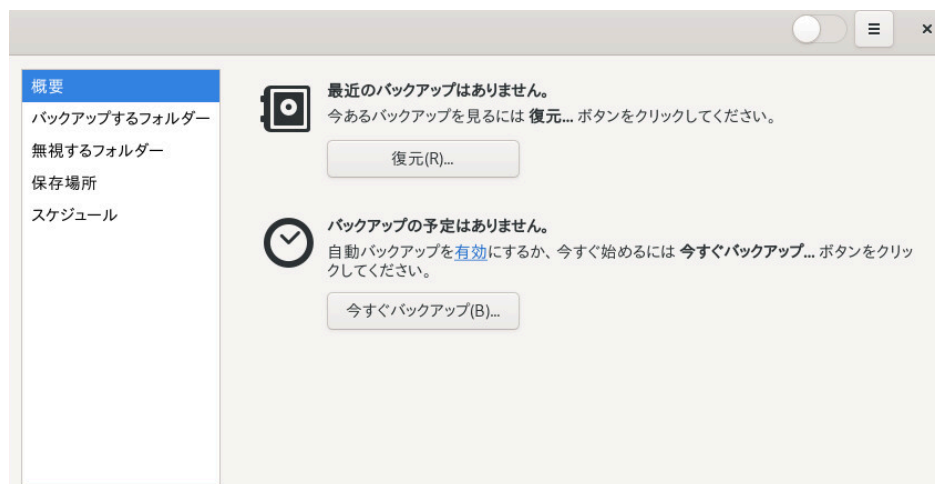 概要
バックアップするフォルダー
無視するフォルダー
保存場所
スケジュール
最近のバックアップはありません。
今あるバックアップを見るには 復元... ボタンをクリックしてください。
復元(R)...
バックアップの予定はありません。
自動バックアップを有効にするか、今すぐ始めるには 今すぐバックアップ... ボタンをクリッ
クしてください。
今すぐバックアップ(B)...